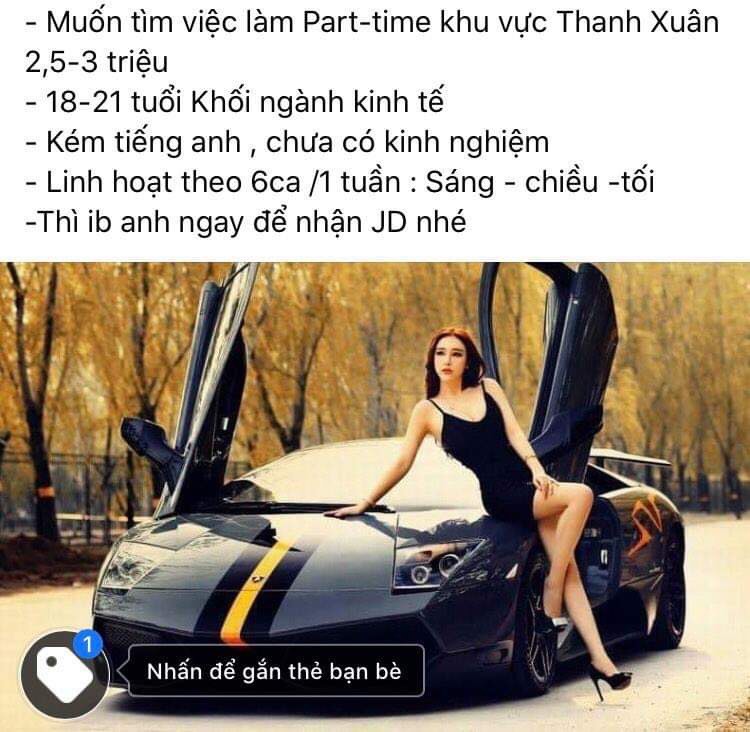 - Muốn tìm việc làm Part-time khu vực Thanh Xuân
2,5-3 triệu
- 18-21 tuổi Khối ngành kinh tế
- Kém tiếng anh , chưa có kinh nghiệm
- Linh hoạt theo 6ca /1 tuần : Sáng - chiều -tối
-Thì ib anh ngay để nhận JD nhé
1
Nhấn để gắn thẻ bạn bè